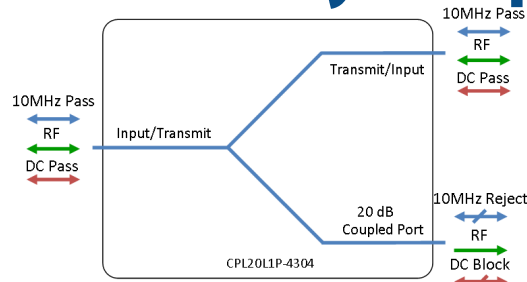 10MHz Pass
RF
Transmit/Input
DC Pass
10MHz Pass
RF
Input/Transmit
DC Pass
20 dB
Coupled Port
10MHz Reject
RF
CPL20L1P-4304
DC Block